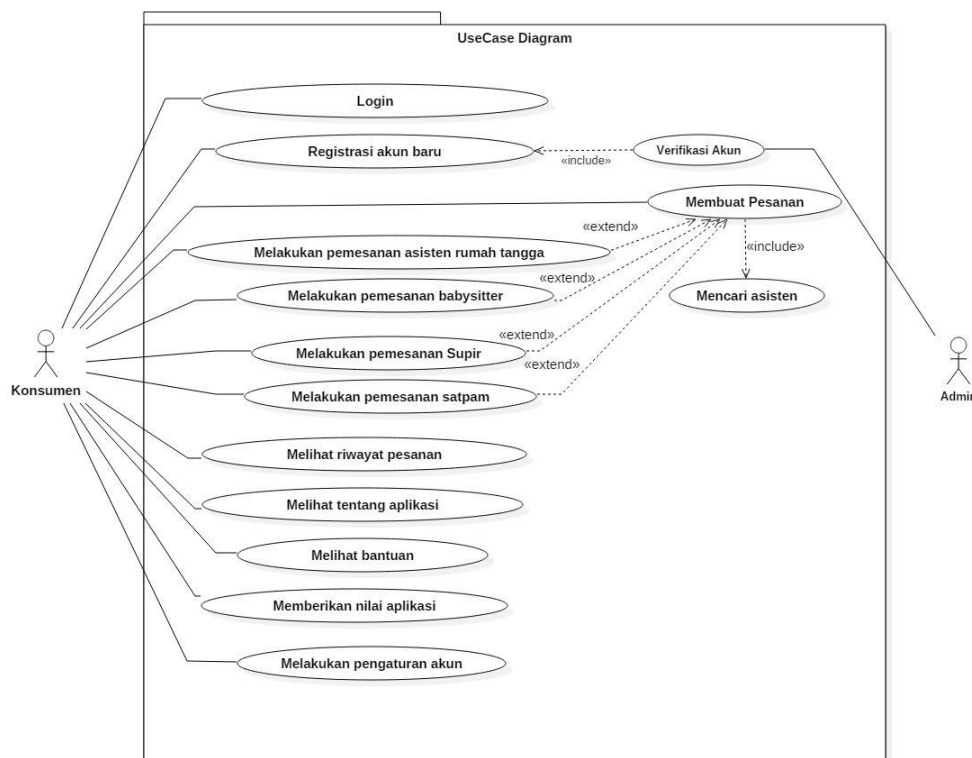 UseCase Diagram
Login
Registrasi akun baru
«include»
Verifikasi Akun
Membuat Pesanan
«extend»
«include»
Melakukan pemesanan asisten rumah tangga
«extend»
Melakukan pemesanan babysitter
Mencari asisten
«extend»
Melakukan pemesanan Supir
«extend»
Konsumen
Melakukan pemesanan satpam
Admin
Melihat riwayat pesanan
Melihat tentang aplikasi
Melihat bantuan
Memberikan nilai aplikasi
Melakukan pengaturan akun